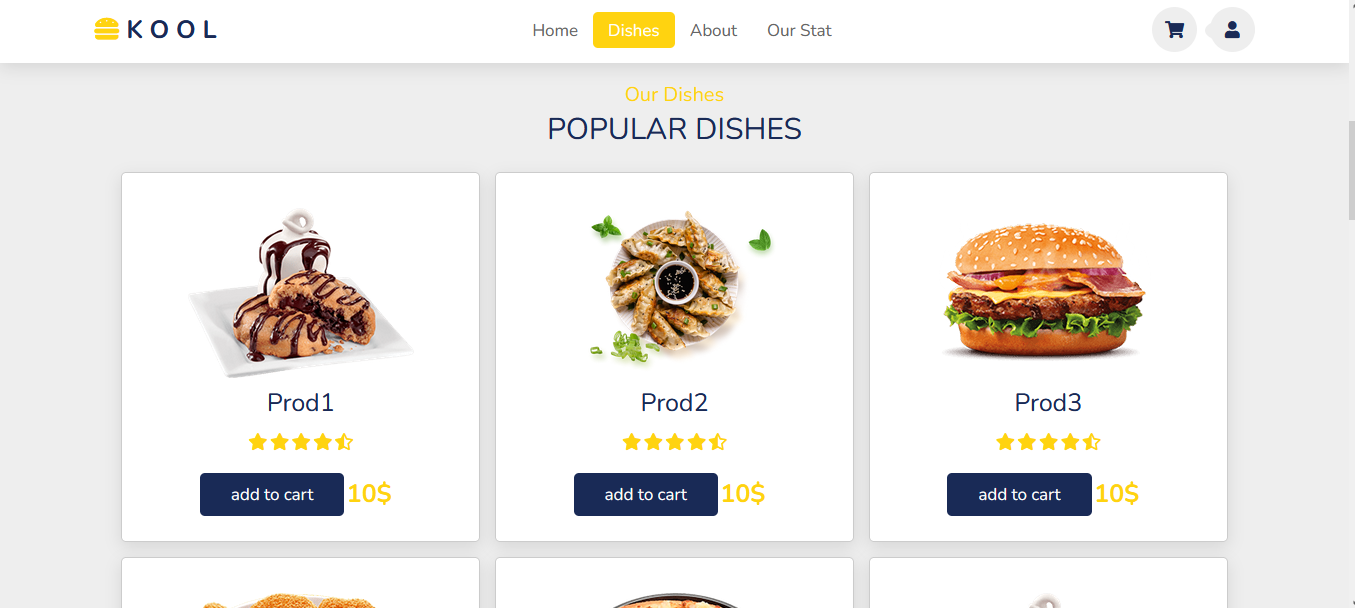 KOOL
Home Dishes About Our Stat
Our Dishes
POPULAR DISHES
Prod1 Prod2 Prod3
add to cart 10$ add to cart 10$ add to cart 10$